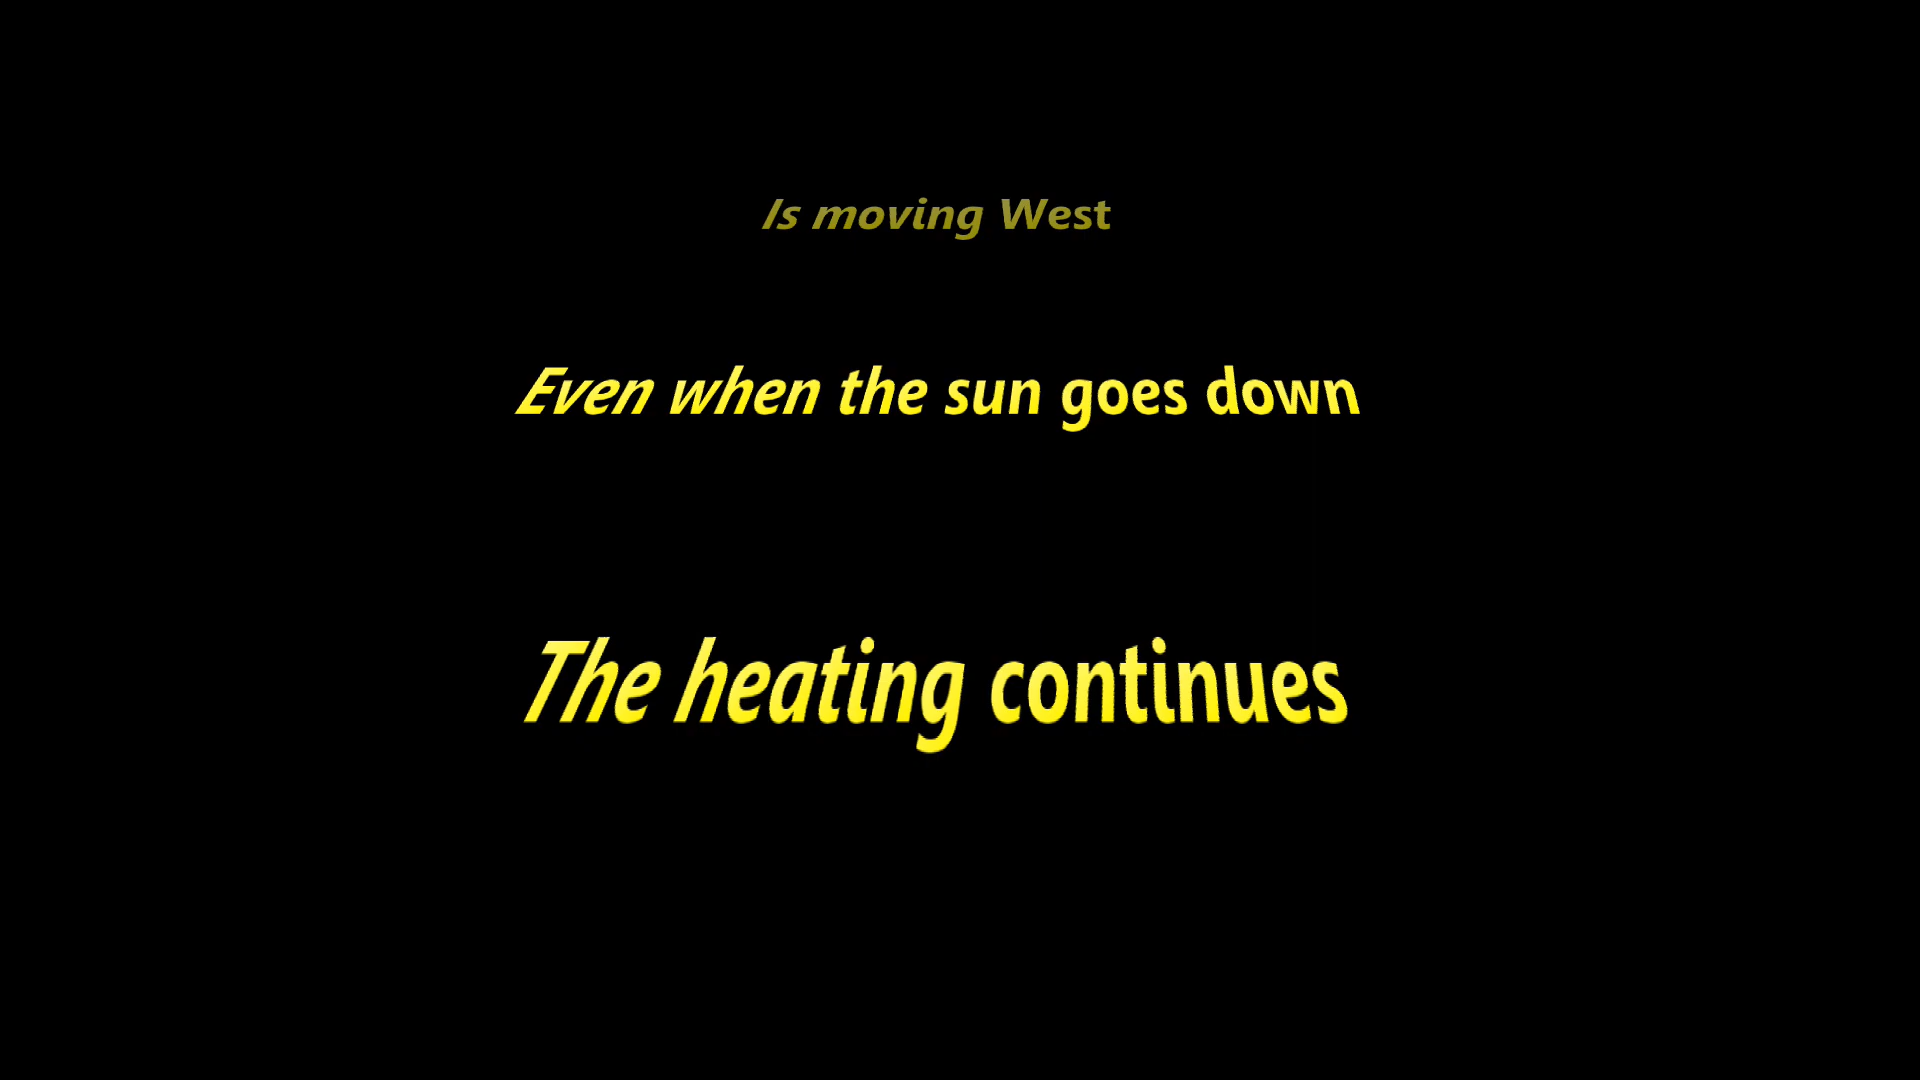 Is moving West
Even when the sun goes down
The heating continues